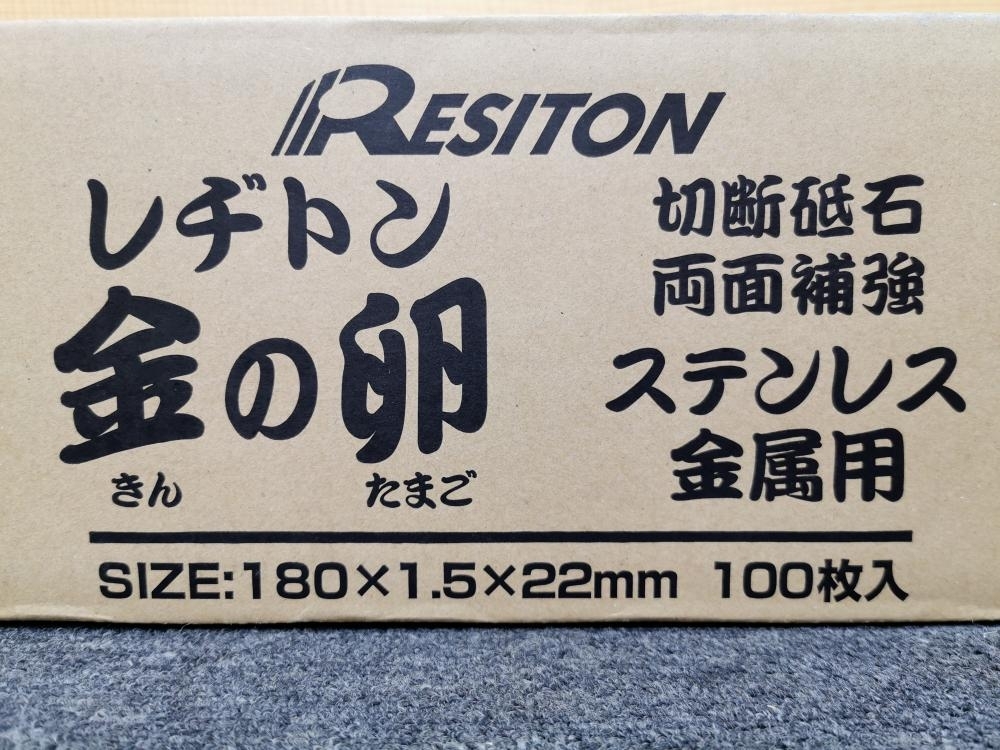 RESITON
レヂトン
金の卵
きん たまご
切断砥石
両面補強
ステンレス
金属用
SIZE:180×1.5×22mm 100枚入